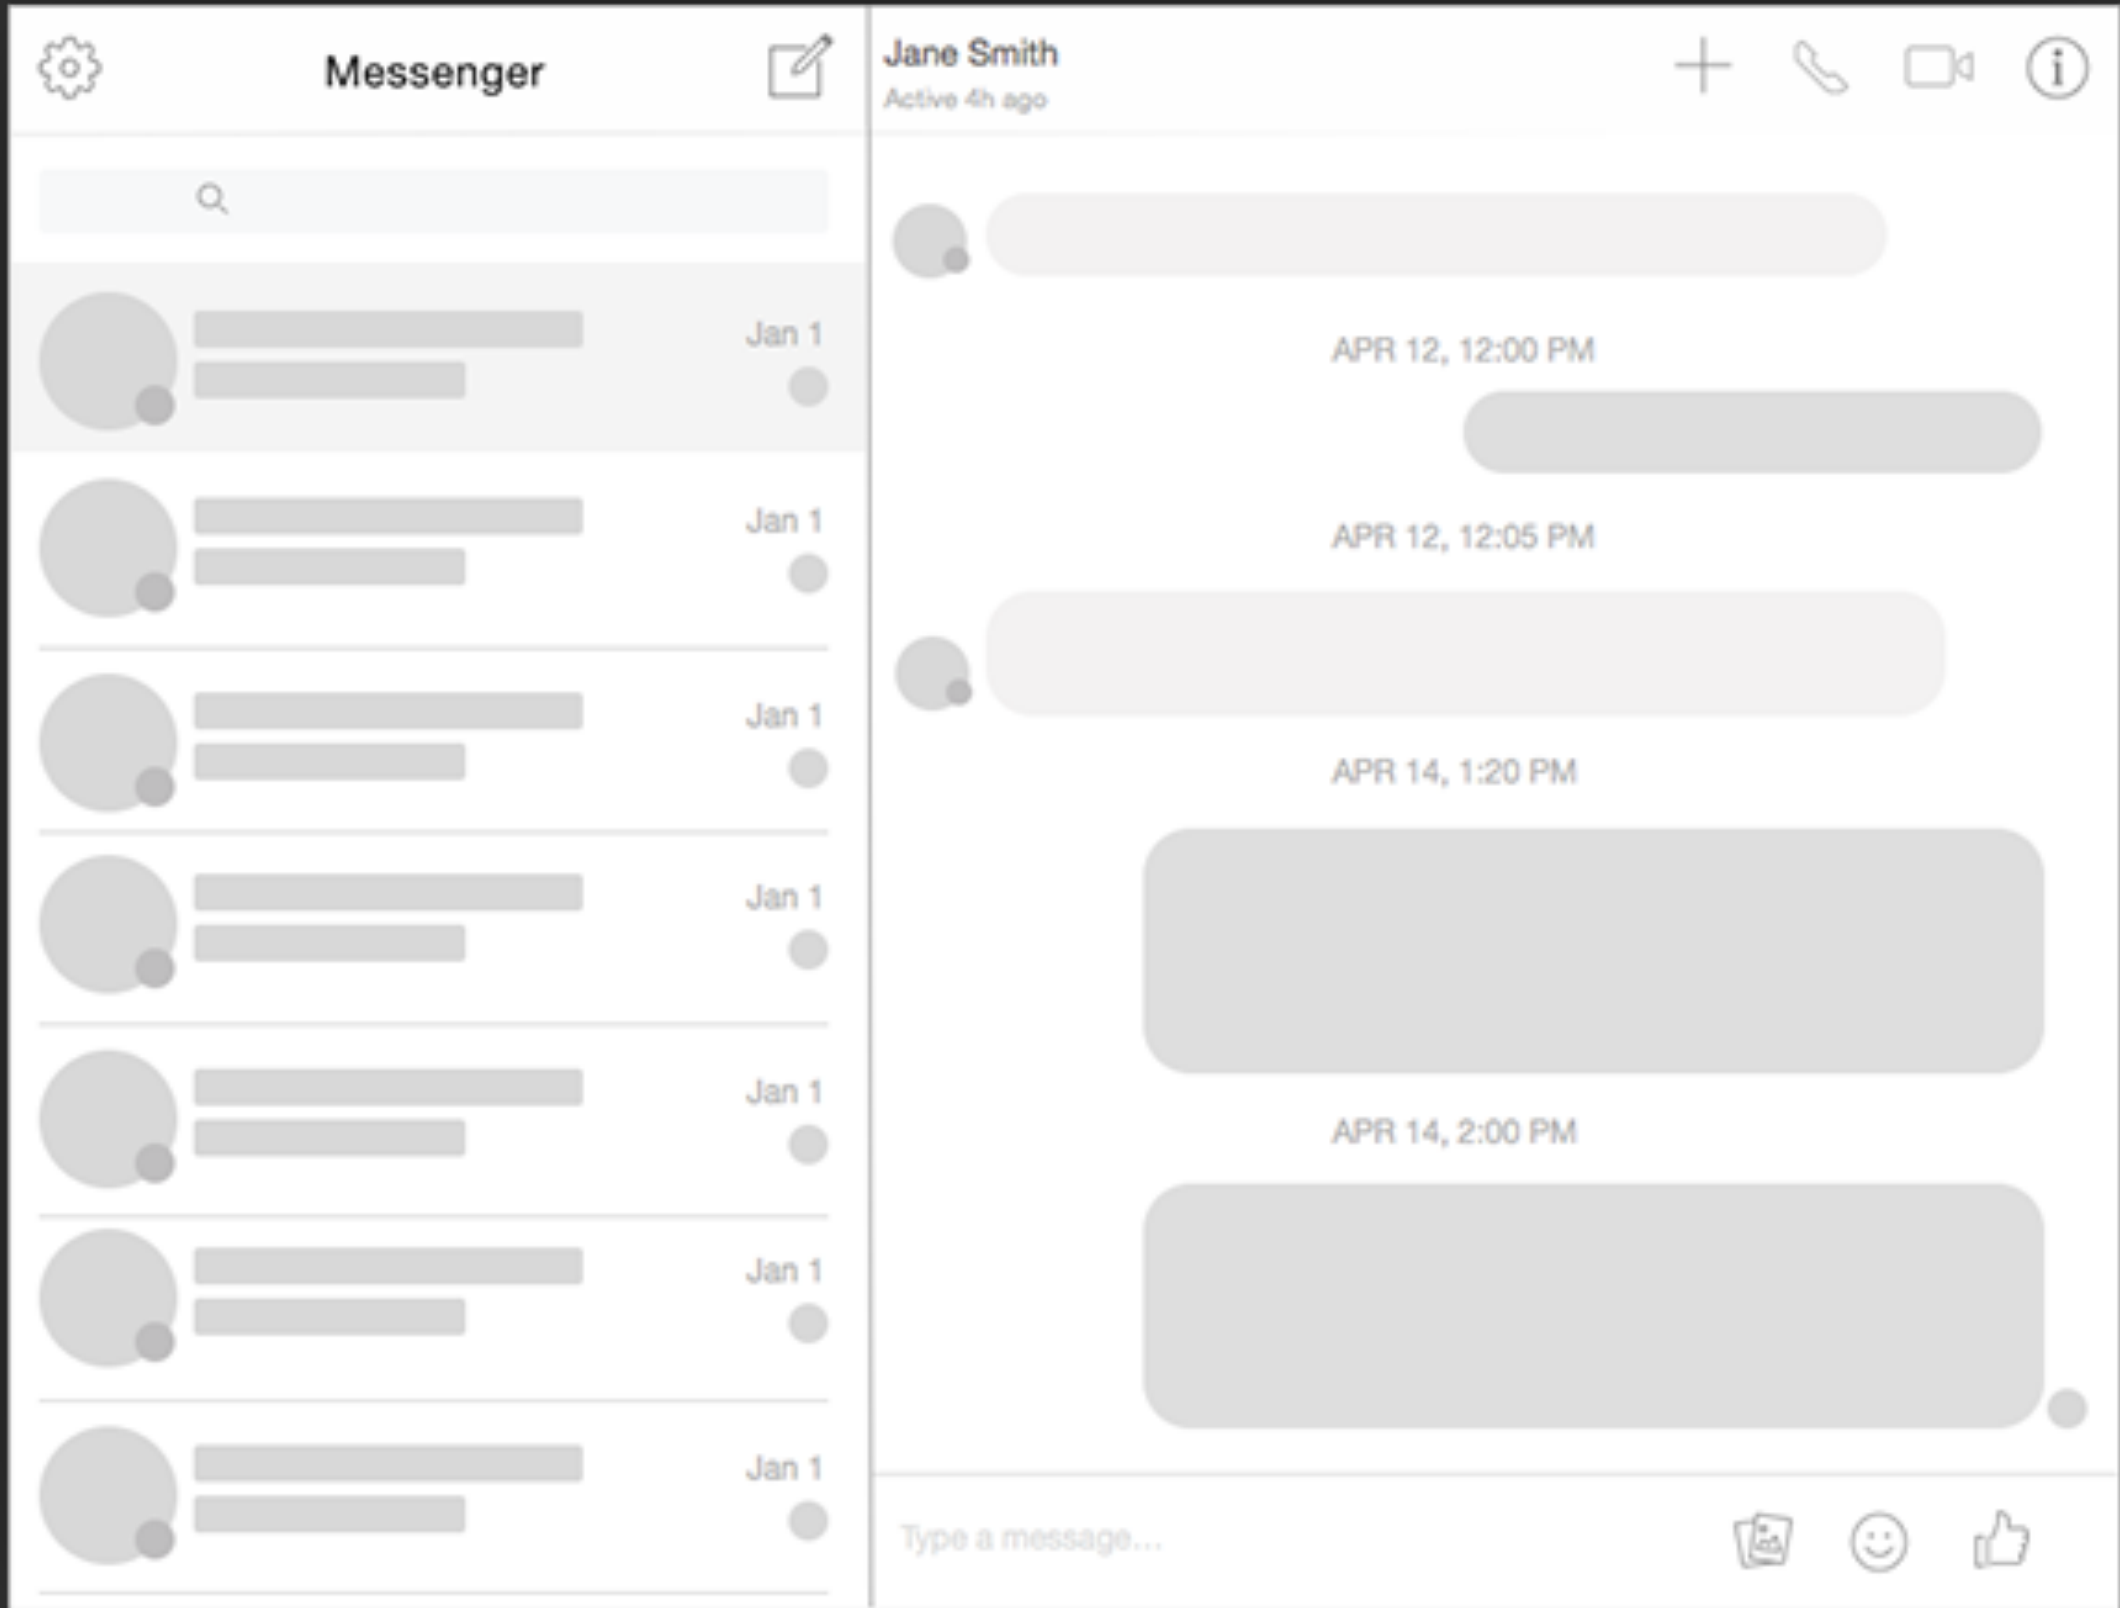 Messenger
Jan 1
Jan 1
Jan 1
Jan 1
Jan 1
Jan 1
Jan 1
Jane Smith
Active 4h ago
APR 12, 12:00 PM
APR 12, 12:05 PM
APR 14, 1:20 PM
APR 14, 2:00 PM
Type a message...